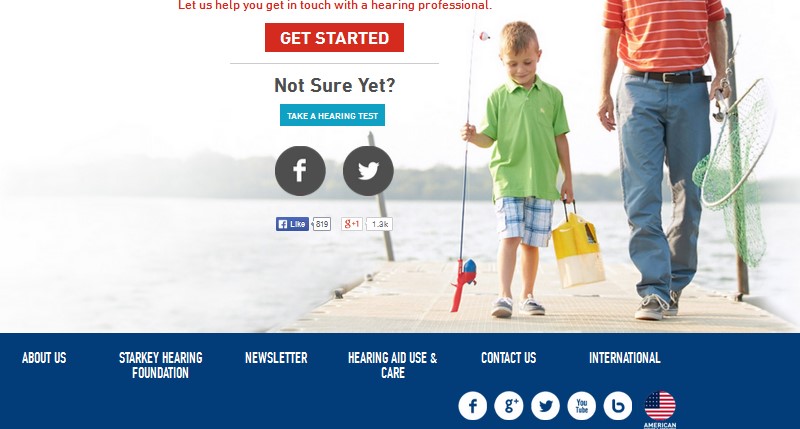 Let us help you get in touch with a hearing professional.
GET STARTED
Not Sure Yet?
TAKE A HEARING TEST
f
Like 819 g+1 1.3k
ABOUT US STARKEY HEARING FOUNDATION NEWSLETTER HEARING AID USE & CARE CONTACT US INTERNATIONAL
f g+ You Tube b
AMERICAN